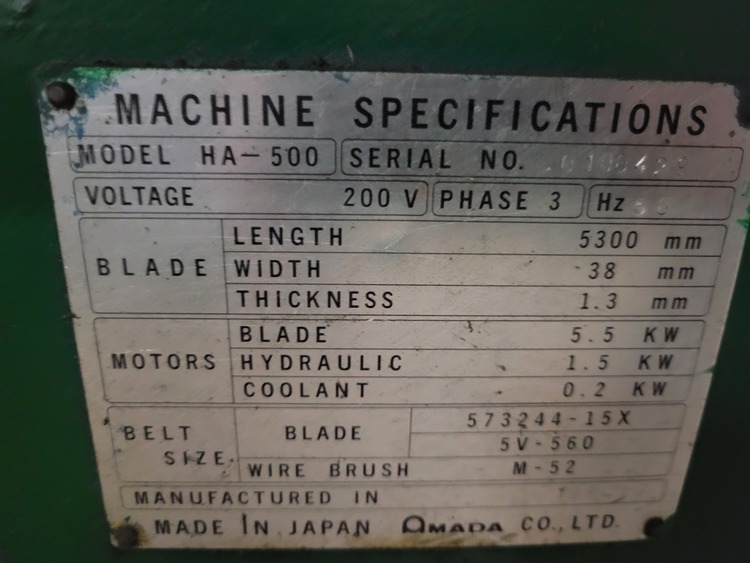 MACHINE SPECIFICATIONS
MODEL HA-500 SERIAL NO.
VOLTAGE 200 V PHASE 3 Hz
BLADE
LENGTH 5300 mm
WIDTH 38 mm
THICKNESS 1.3 mm
MOTORS
BLADE 5.5 KW
HYDRAULIC 1.5 KW
COOLANT 0.2 KW
BELT SIZE
BLADE 573244-15X
5V-560
WIRE BRUSH M-52
MANUFACTURED IN
MADE IN JAPAN AMADA CO., LTD.